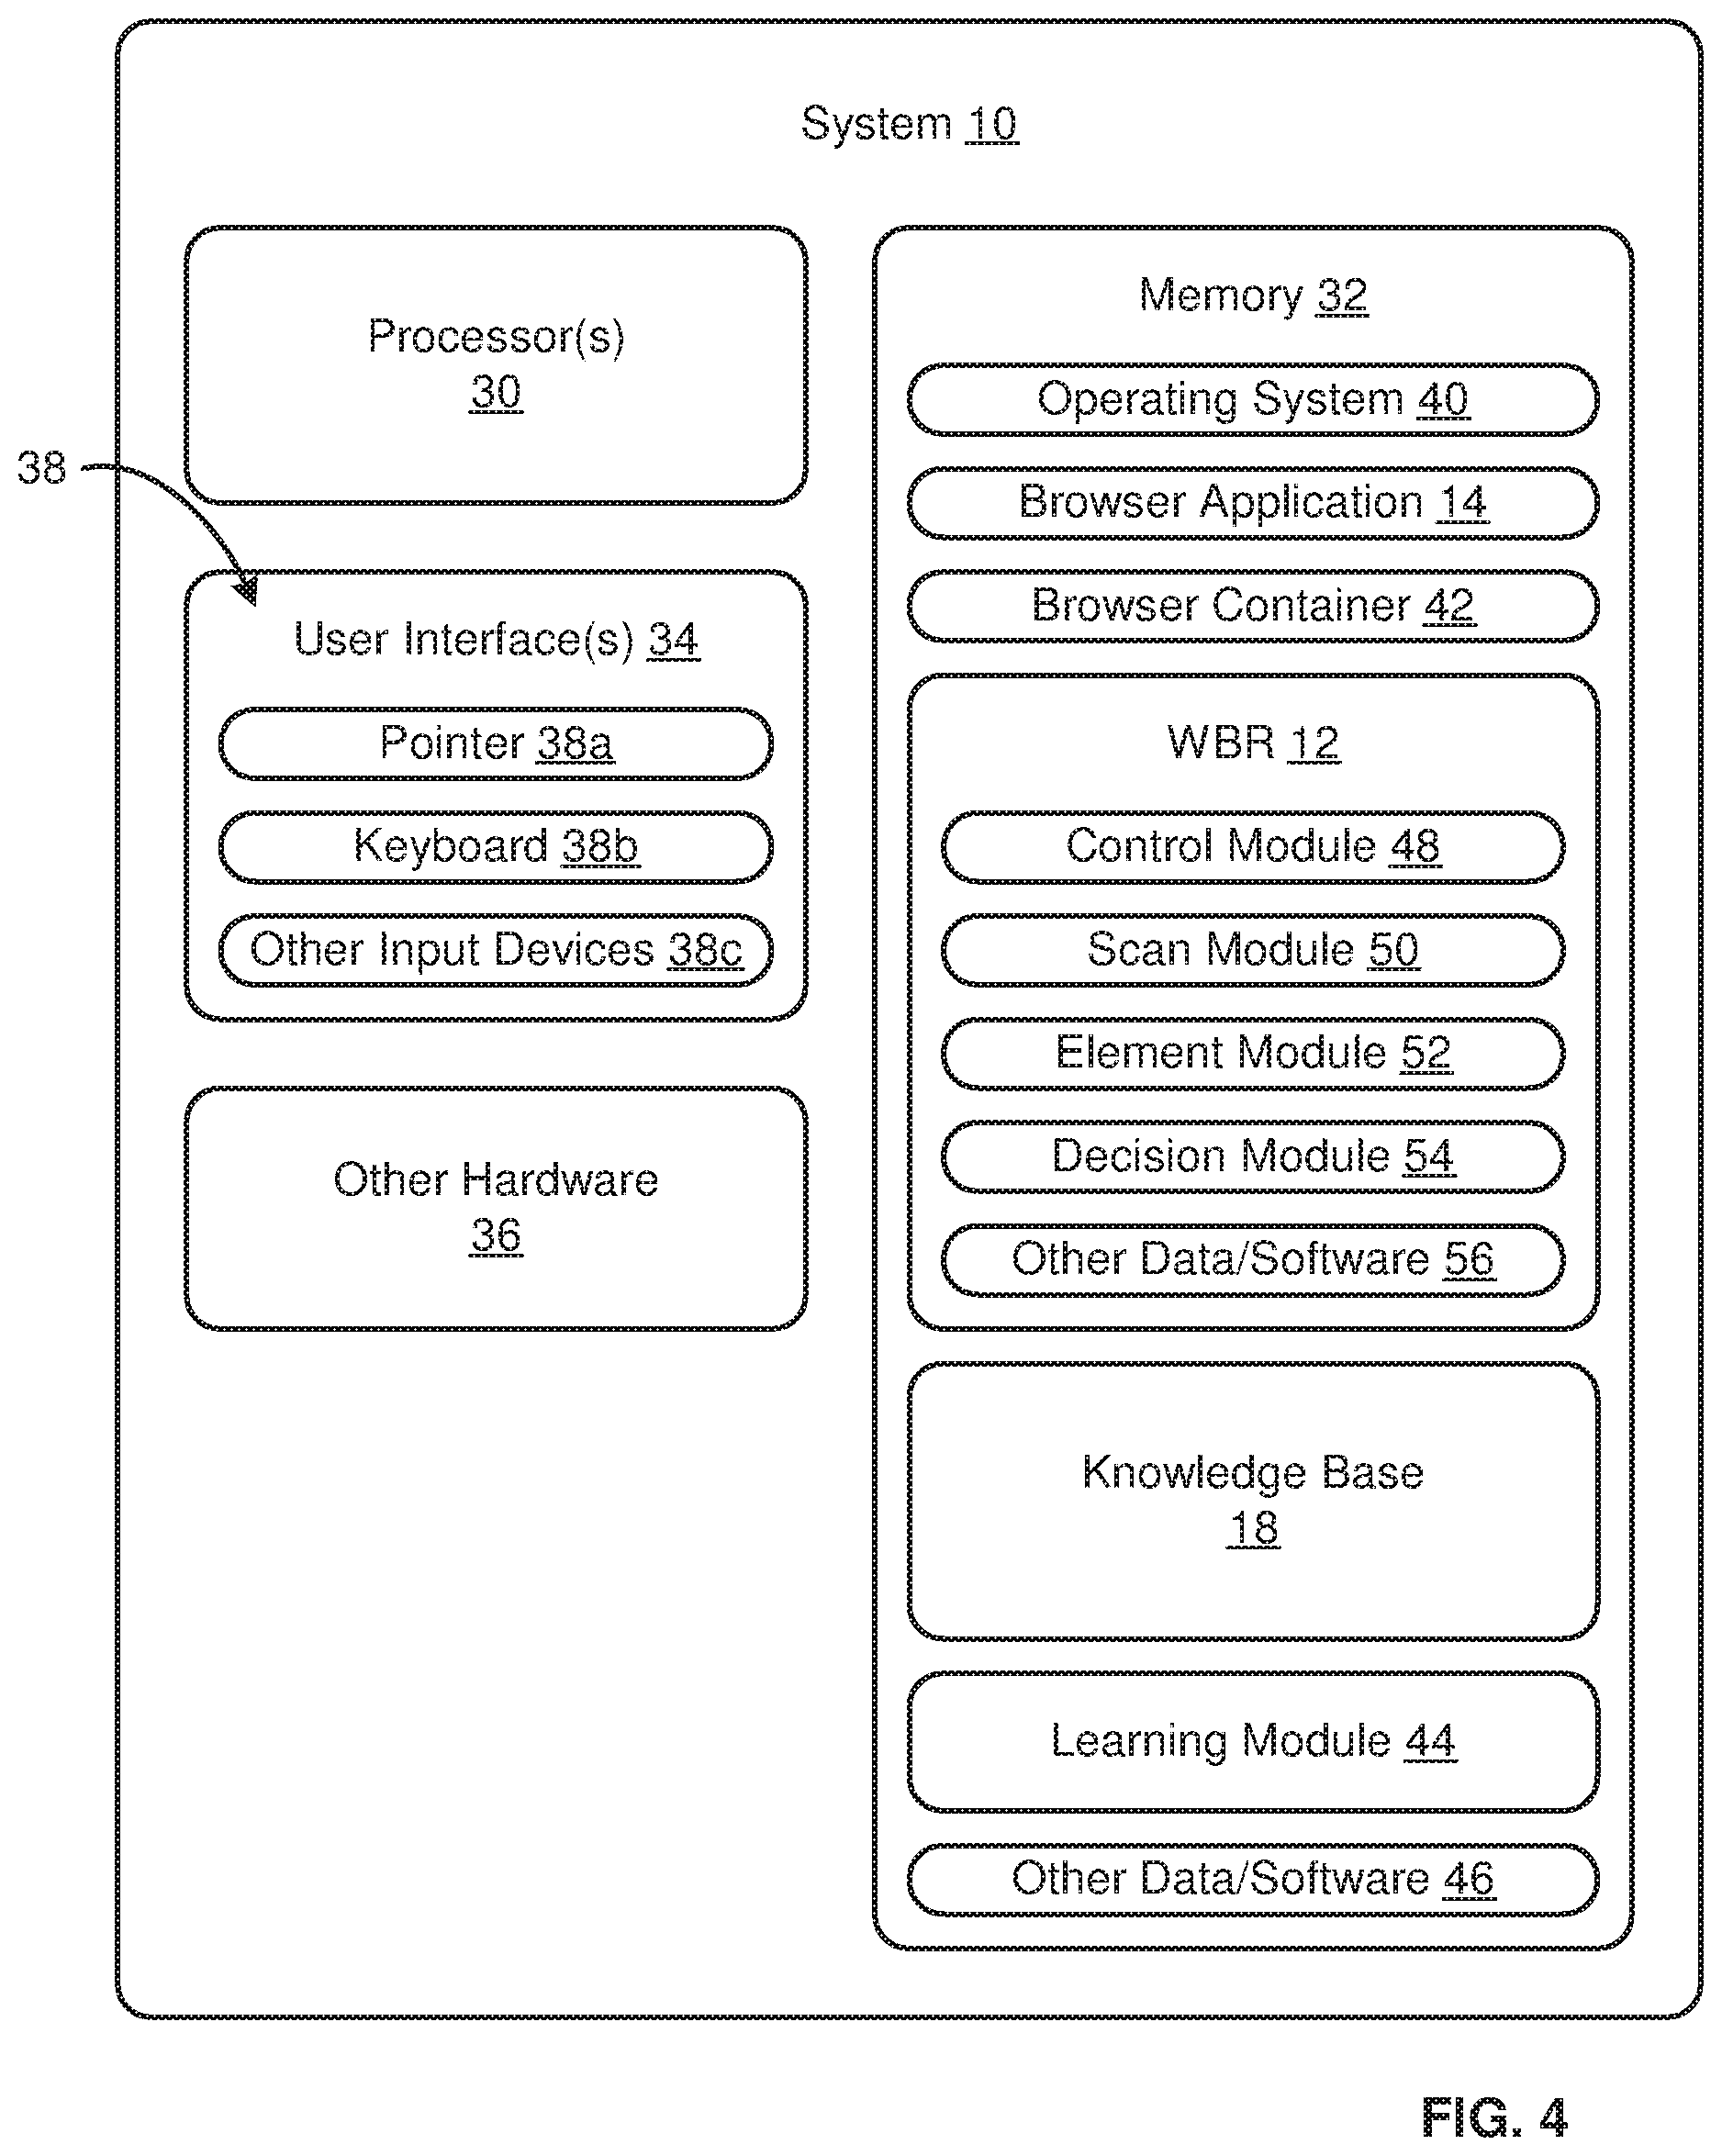 System 10
Processor(s)
30
38
User Interface(s) 34
Pointer 38a
Keyboard 38b
Other Input Devices 38c
Other Hardware
36
Memory 32
Operating System 40
Browser Application 14
Browser Container 42
WBR 12
Control Module 48
Scan Module 50
Element Module 52
Decision Module 54
Other Data/Software 56
Knowledge Base
18
Learning Module 44
Other Data/Software 46
FIG. 4